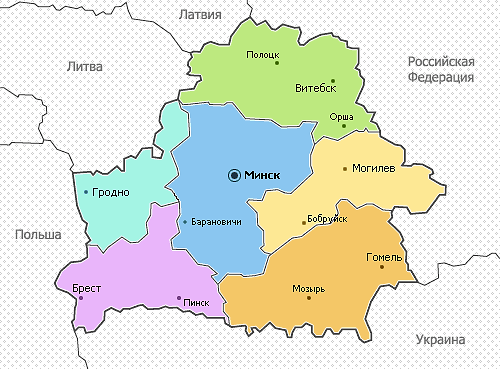 Латвия
Полоцк
Российская
Федерация
Литва
Витебск
Орша
Могилев
Минск
Гродно
Барановичи
Бобруйск
Польша
Гомель
Брест
Пинск
Мозырь
Украина